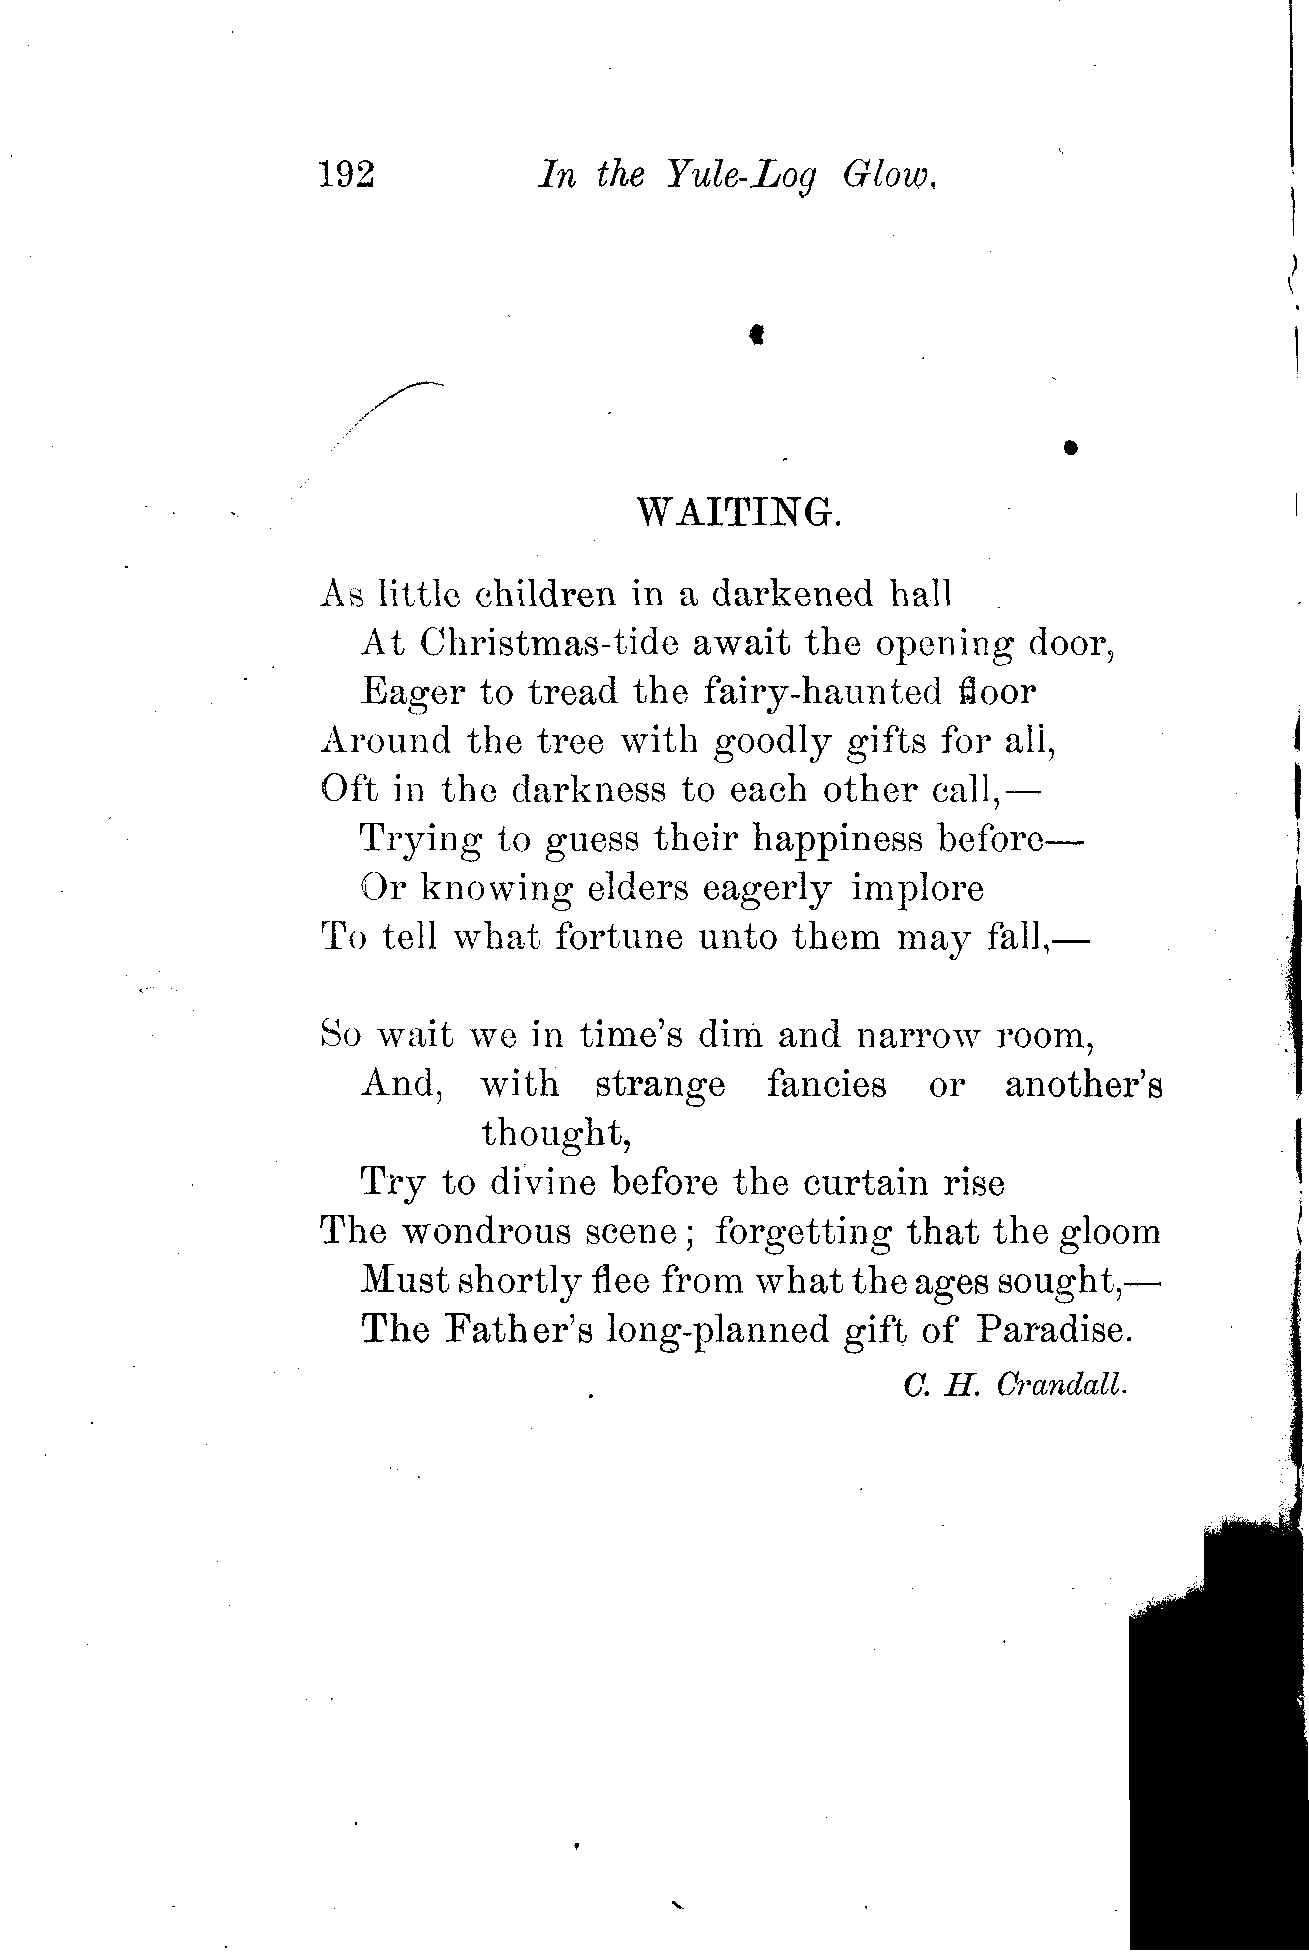 192 In the Yule-Log Glow.
WAITING.
As little children in a darkened hall
At Christmas-tide await the opening door,
Eager to tread the fairy-haunted floor
Around the tree with goodly gifts for all,
Oft in the darkness to each other call,—
Trying to guess their happiness before—
Or knowing elders eagerly implore
To tell what fortune unto them may fall,—
So wait we in time's dim and narrow room,
And, with strange fancies or another's
thought,
Try to divine before the curtain rise
The wondrous scene; forgetting that the gloom
Must shortly flee from what the ages sought,—
The Father's long-planned gift of Paradise.
C. H. Crandall.